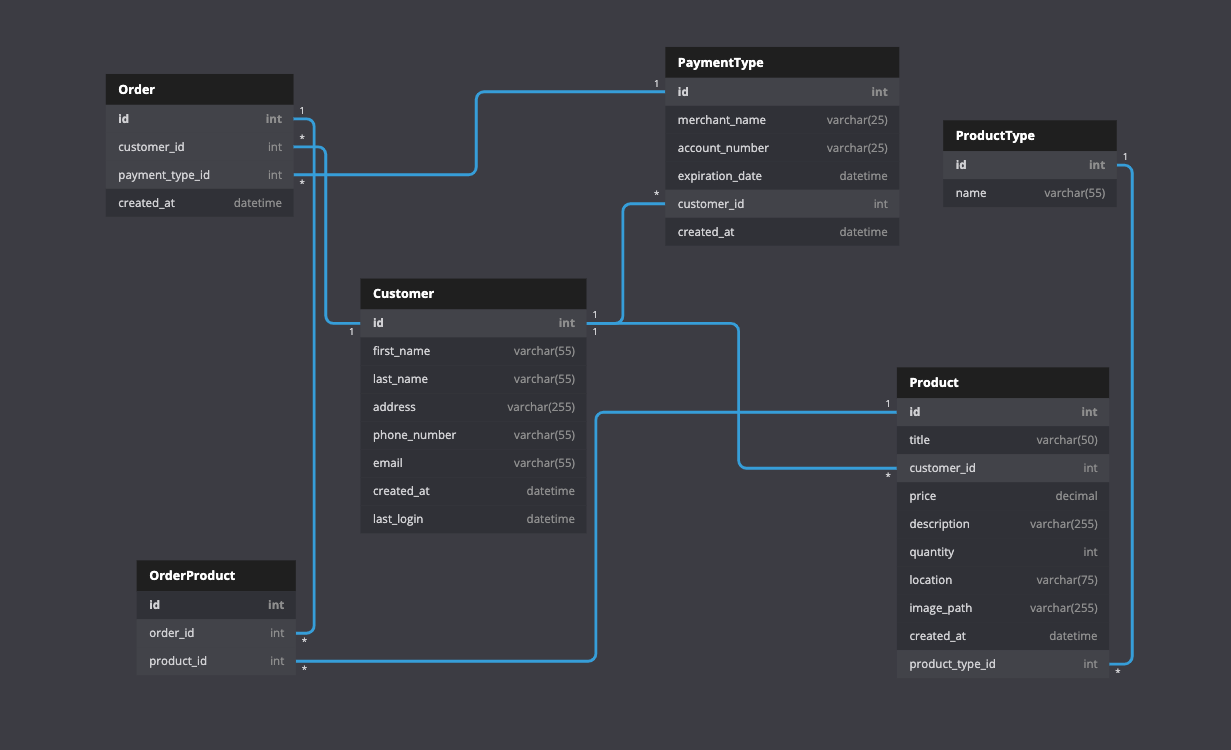 Order
id int
customer_id int
payment_type_id int
created_at datetime
1
*
*
PaymentType
id int
merchant_name varchar(25)
account_number varchar(25)
expiration_date datetime
customer_id int
created_at datetime
1
*
ProductType
id int
name varchar(55)
1
Customer
id int
first_name varchar(55)
last_name varchar(55)
address varchar(255)
phone_number varchar(55)
email varchar(55)
created_at datetime
last_login datetime
1
1
1
Product
id int
title varchar(50)
customer_id int
price decimal
description varchar(255)
quantity int
location varchar(75)
image_path varchar(255)
created_at datetime
product_type_id int
1
*
*
OrderProduct
id int
order_id int
product_id int
*
*